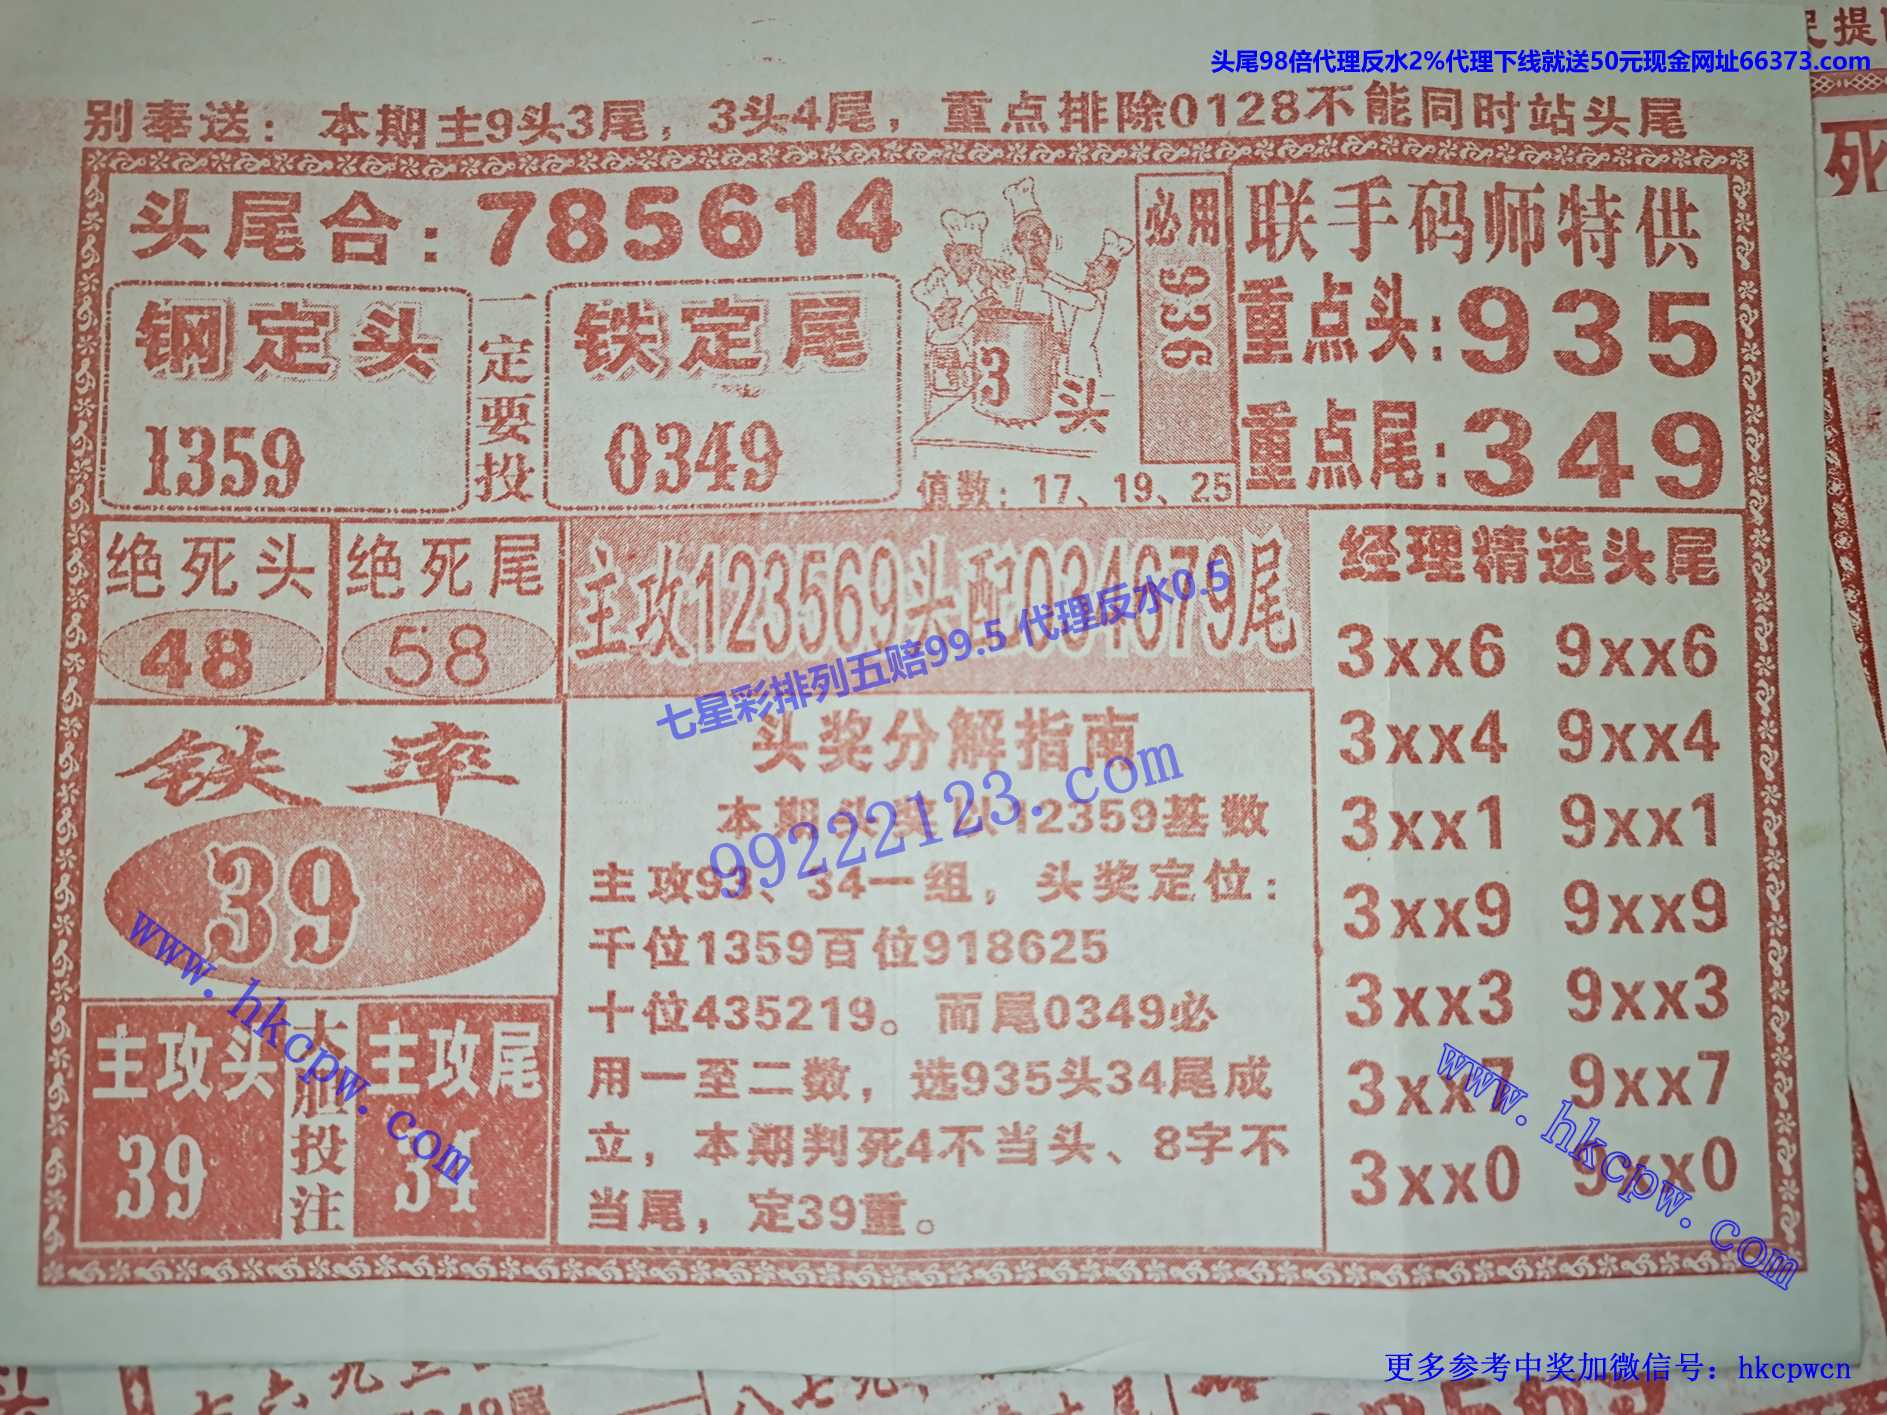 头尾98倍代理反水2%代理下线就送50元现金网址66373.com
别奉送：本期主9头3尾，3头4尾，重点排除0128不能同时站头尾
死
头尾合：785614
必用
936
联手码师特供
重点头：935
重点尾：349
钢定头
1359
一定要投
铁定尾
0349
3
头
值数：17、19、25
绝死头
48
绝死尾
58
主攻123569头配034679尾
七星彩排列五赔99.5 代理反水0.5
经理精选头尾
3xx6 9xx6
3xx4 9xx4
3xx1 9xx1
3xx9 9xx9
3xx3 9xx3
3xx7 9xx7
3xx0 9xx0
铁率
39
头奖分解指南
本期头奖以12359基数
主攻93、34一组，头奖定位：
千位1359百位918625
十位435219。而尾0349必
用一至二数，选935头34尾成
立，本期判死4不当头、8字不
当尾，定39重。
99222123.com
主攻头
39
大胆投注
主攻尾
34
www.hkcpw.com
www.hkcpw.com
更多参考中奖加微信号：hkcpwcn